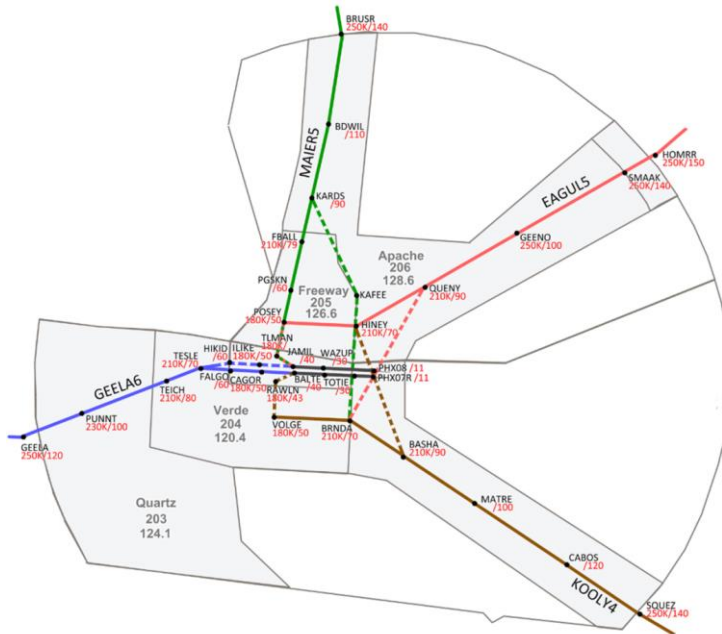 BRUSR
250K/140
BDWIL
/110
MAIER5
KARDS
/90
HOMRR
250K/150
SMAAK
250K/140
EAGUL5
GEENO
250K/100
FBALL
210K/79
Apache
206
128.6
PGSKN
/60
Freeway
205
126.6
KAFEE
QUENY
210K/90
POSEY
180K/50
HINEY
210K/70
TLMAN
180K/
HIKID
/60
ILIKE
180K/50
JAMIL
/40
WAZUP
/30
TESLE
210K/70
PHX08 /11
PHX07R /11
FALGO
/60
CAGOR
180K/50
RAWLN
180K/43
BALTE
/40
TOTIE
/30
GEELA6
TEICH
210K/80
PUNNT
230K/100
Verde
204
120.4
VOLGE
180K/50
BRNDA
210K/70
GEELA
250K/120
BASHA
210K/90
Quartz
203
124.1
MATRE
/100
CABOS
/120
KOOLY4
SQUEZ
250K/140